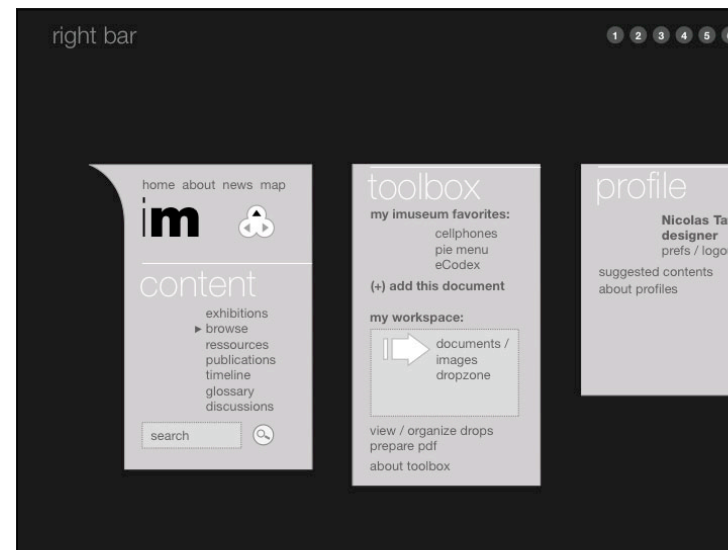 right bar
1 2 3 4 5
home about news map
im
content
exhibitions
browse
ressources
publications
timeline
glossary
discussions
search
toolbox
my imuseum favorites:
cellphones
pie menu
eCodex
(+) add this document
my workspace:
documents /
images
dropzone
view / organize drops
prepare pdf
about toolbox
profile
Nicolas
designer
prefs /
suggested contents
about profiles